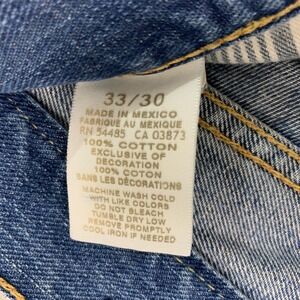 33/30
MADE IN MEXICO
FABRIQUE AU MEXIQUE
RN 54485 CA 03873
100% COTTON
EXCLUSIVE OF
DECORATION
100% COTON
SANS LES DÉCORATIONS
MACHINE WASH COLD
WITH LIKE COLORS
DO NOT BLEACH
TUMBLE DRY LOW
REMOVE PROMPTLY
COOL IRON IF NEEDED